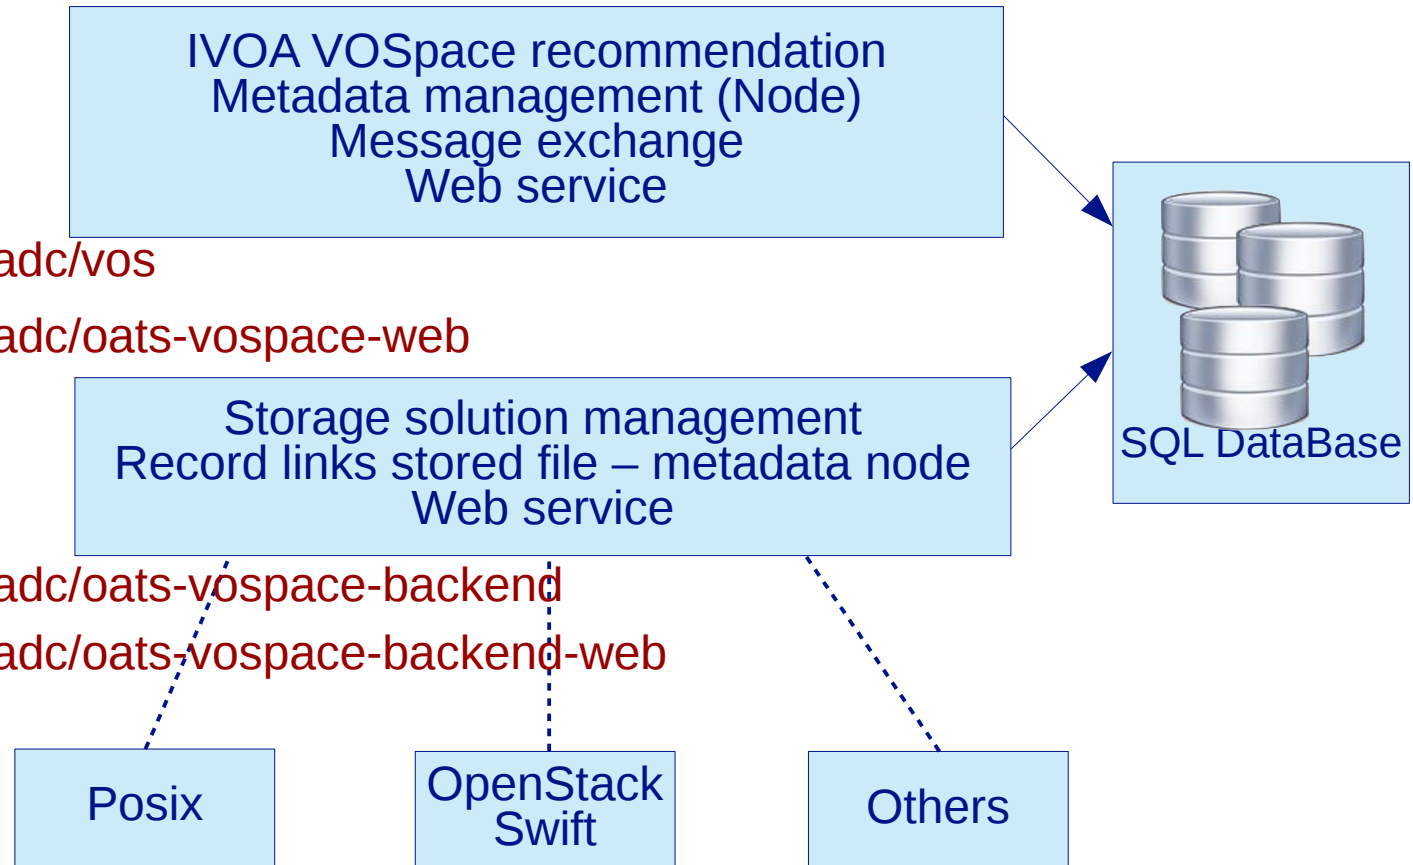 IVOA VOSpace recommendation
Metadata management (Node)
Message exchange
Web service
adc/vos
adc/oats-vospace-web
Storage solution management
Record links stored file – metadata node
Web service
SQL DataBase
adc/oats-vospace-backend
adc/oats-vospace-backend-web
Posix
OpenStack
Swift
Others